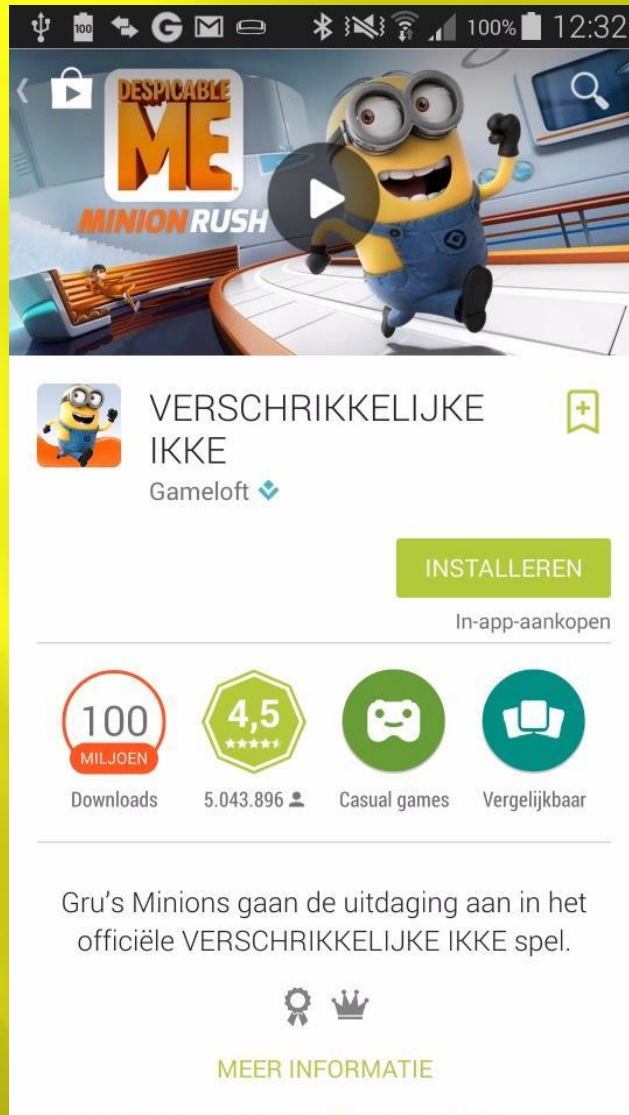 100
G
100%
12:32
DESPICABLE
ME
MINION RUSH
VERSCHRIKKELIJKE
IKKE
Gameloft
INSTALLEREN
In-app-aankopen
100
MILJOEN
Downloads
4,5
5.043.896
Casual games
Vergelijkbaar
Gru's Minions gaan de uitdaging aan in het
officiële VERSCHRIKKELIJKE IKKE spel.
MEER INFORMATIE